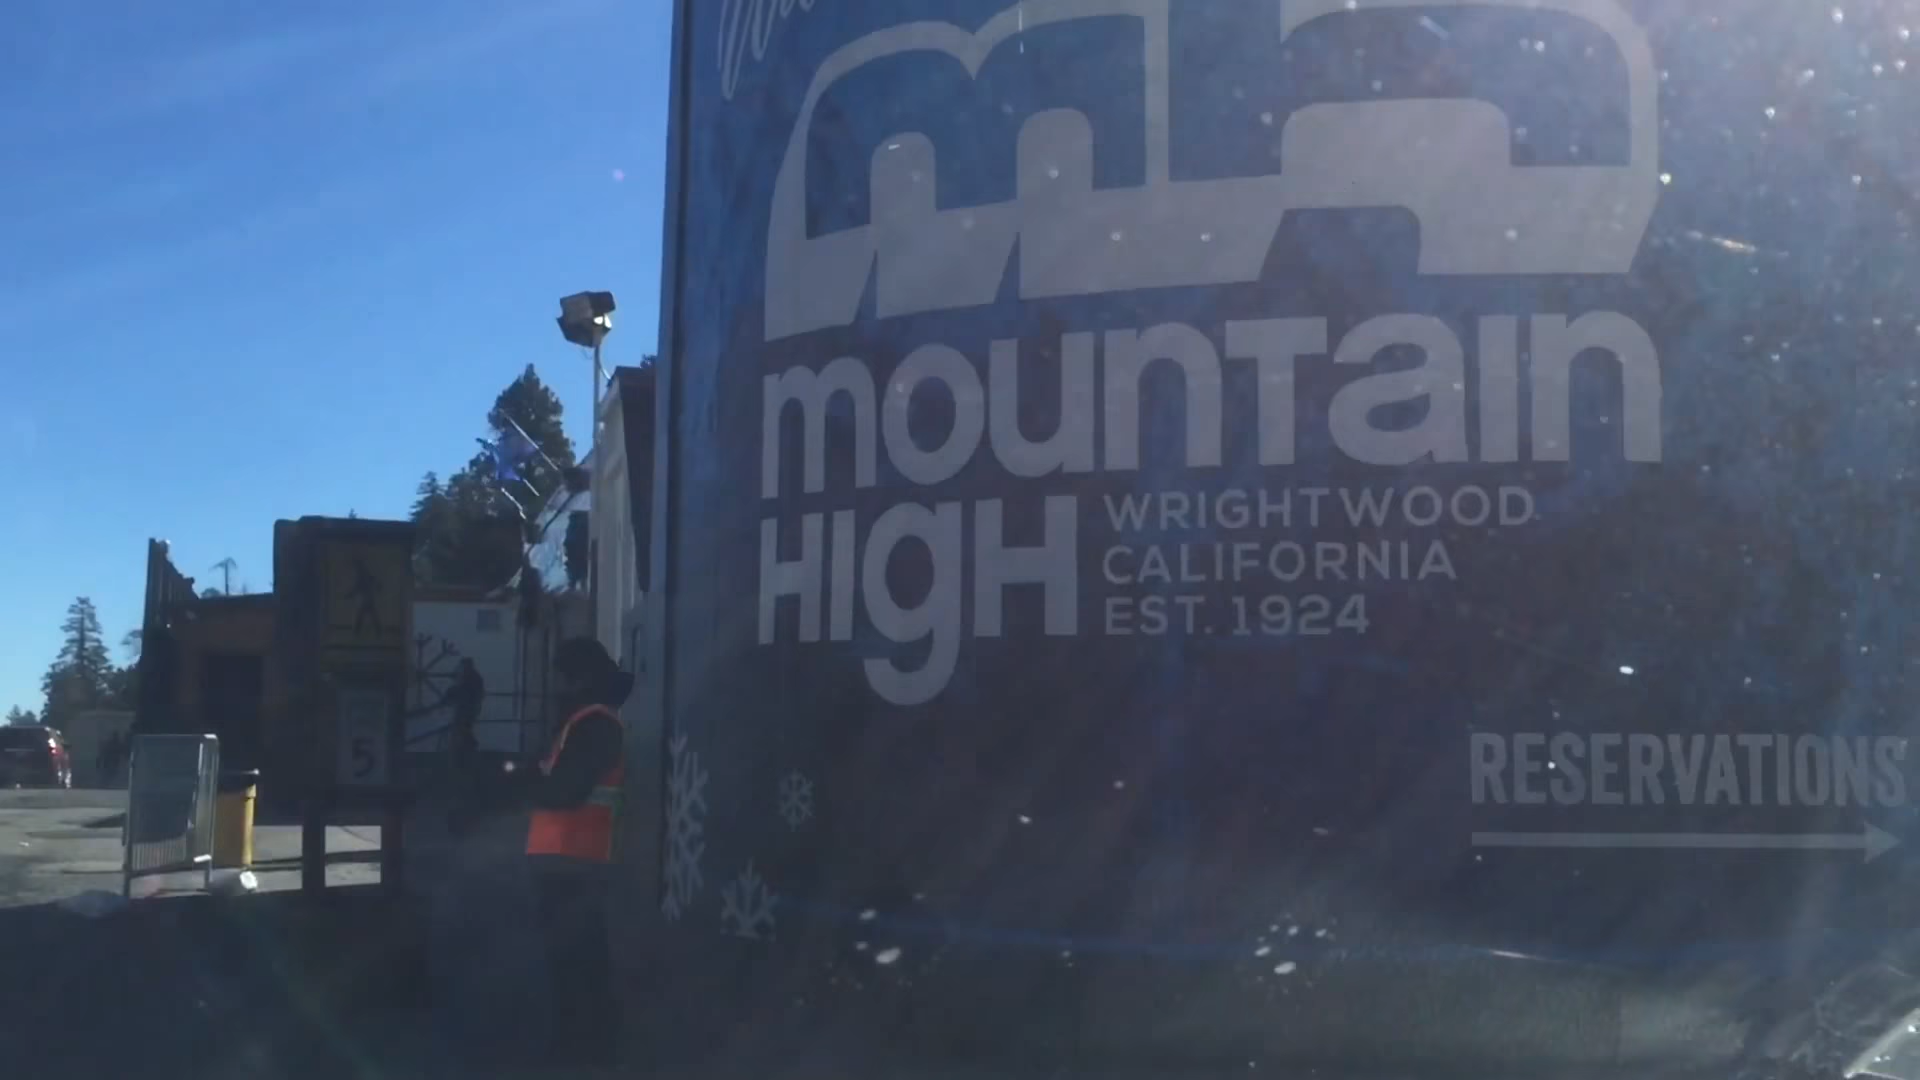 mounTain
HIGH
WRIGHTWOOD
CALIFORNIA
EST. 1924
RESERVATIONS
5